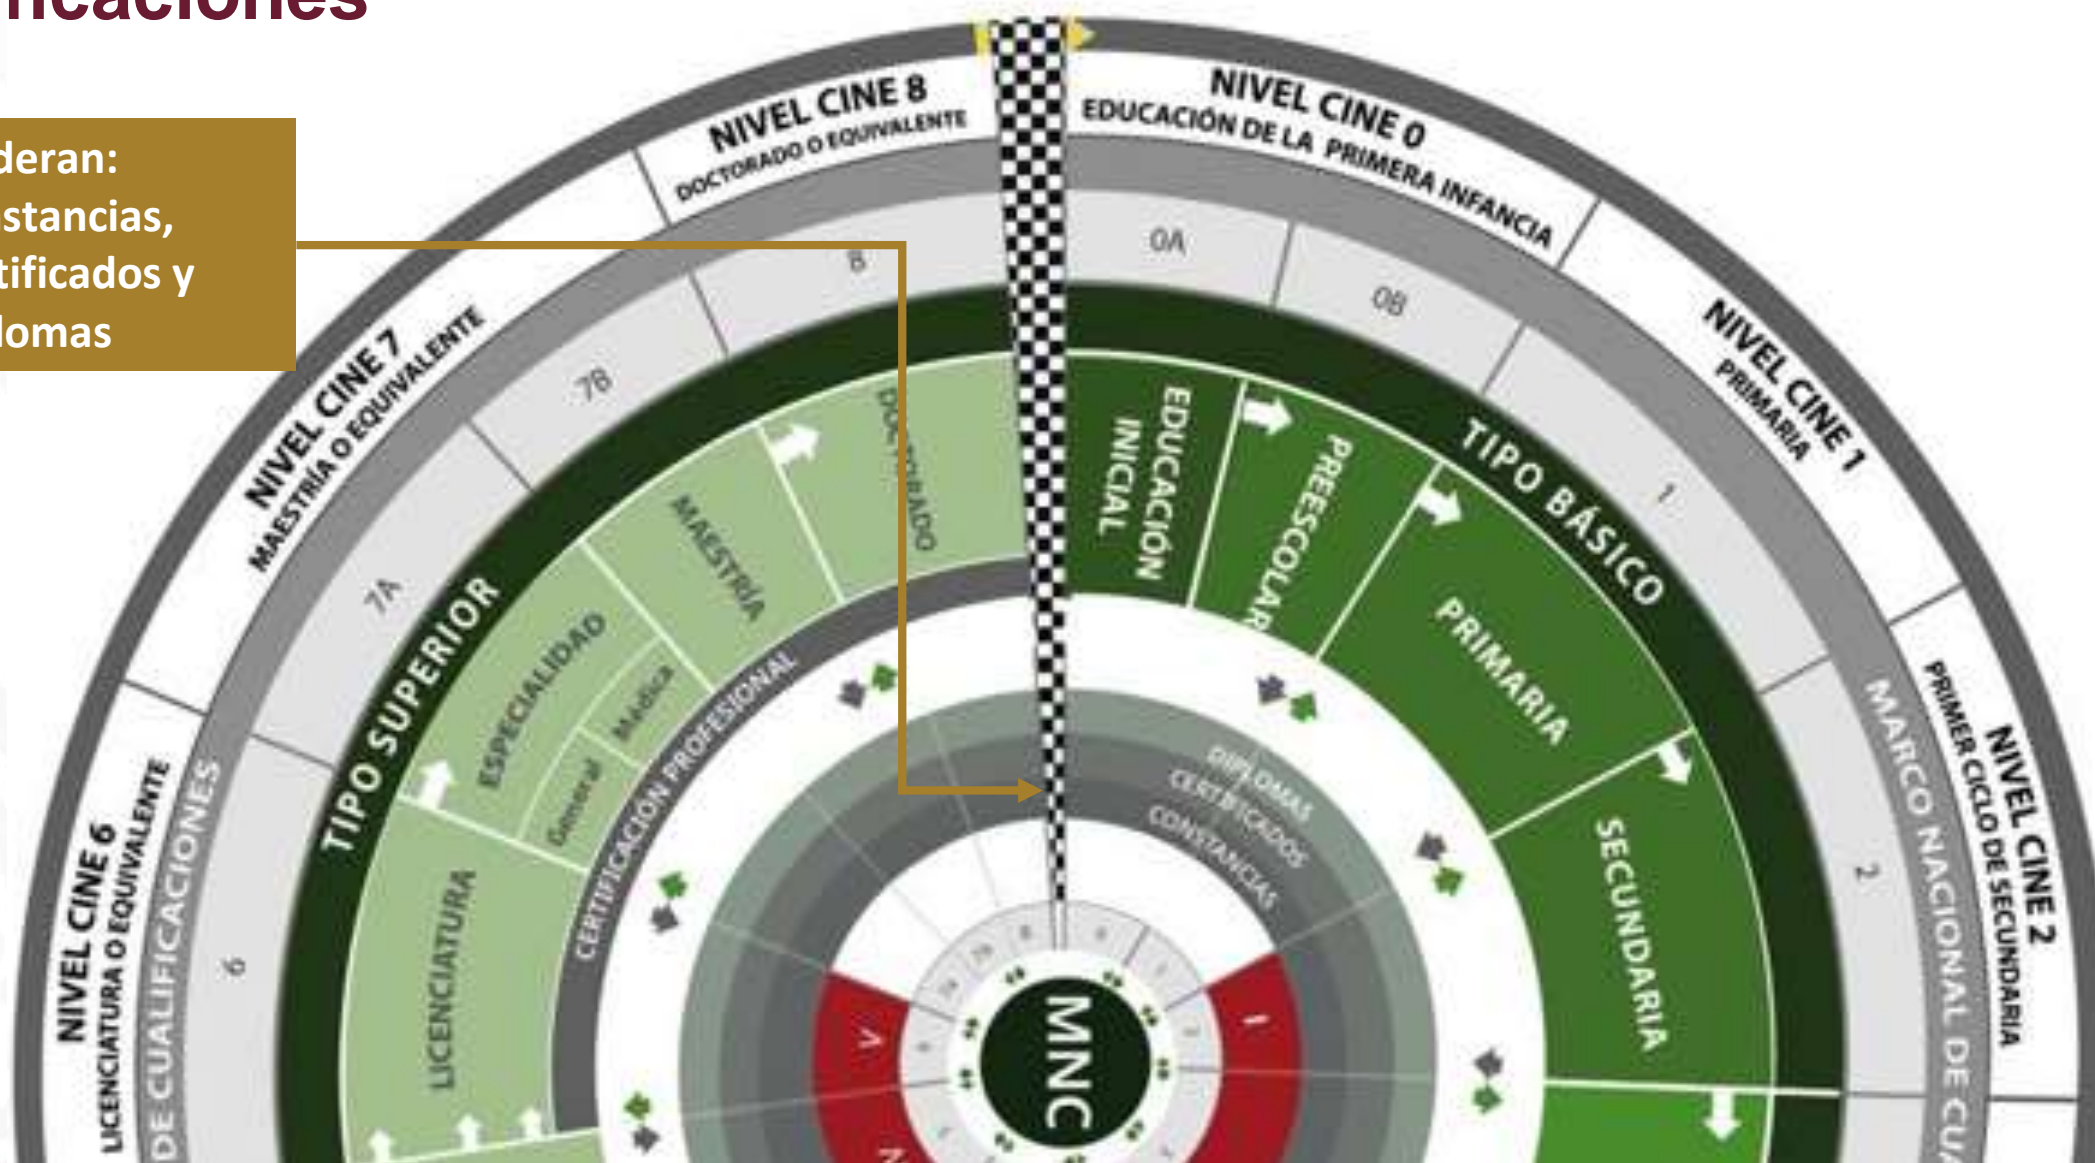 ficaciones
deran:
nstancias,
tificados y
lomas
NIVEL CINE 8
DOCTORADO O EQUIVALENTE
NIVEL CINE 0
EDUCACIÓN DE LA PRIMERA INFANCIA
NIVEL CINE 1
PRIMARIA
NIVEL CINE 2
PRIMER CICLO DE SECUNDARIA
NIVEL CINE 7
MAESTRÍA O EQUIVALENTE
NIVEL CINE 6
LICENCIATURA O EQUIVALENTE
DE CUALIFICACIONES
MARCO NACIONAL DE CUA
6
7A
7B
8
0A
0B
1
2
TIPO SUPERIOR
TIPO BÁSICO
LICENCIATURA
ESPECIALIDAD
General
Médica
MAESTRÍA
DOCTORADO
EDUCACIÓN
INICIAL
PREESCOLAR
PRIMARIA
SECUNDARIA
CERTIFICACIÓN PROFESIONAL
DIPLOMAS
CERTIFICADOS
CONSTANCIAS
V
I
MNC